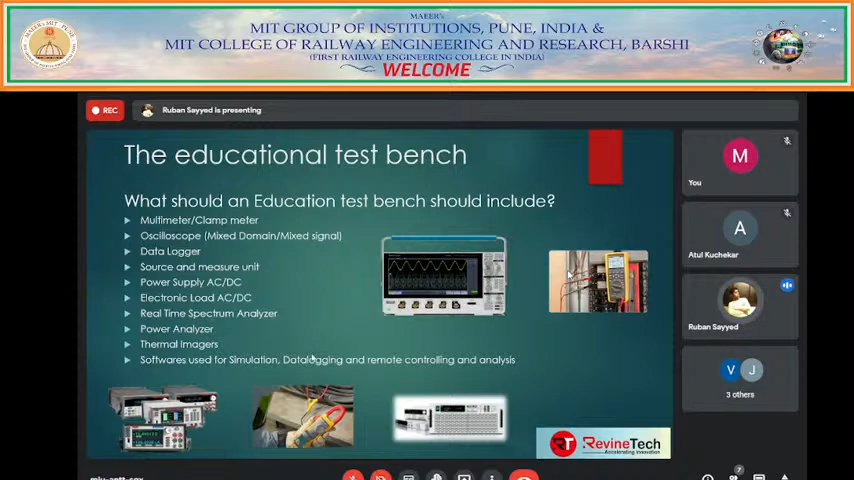 MAEER's
MIT GROUP OF INSTITUTIONS, PUNE, INDIA &
MIT COLLEGE OF RAILWAY ENGINEERING AND RESEARCH, BARSHI
(FIRST RAILWAY ENGINEERING COLLEGE IN INDIA)
WELCOME
REC
Ruban Sayyed is presenting
The educational test bench
What should an Education test bench should include?
Multimeter/Clamp meter
Oscilloscope (Mixed Domain/Mixed signal)
Data Logger
Source and measure unit
Power Supply AC/DC
Electronic Load AC/DC
Real Time Spectrum Analyzer
Power Analyzer
Thermal Imagers
Softwares used for Simulation, Datalogging and remote controlling and analysis
RT RevineTech
Accelerating innovation
M
You
A
Atul Kuchekar
Ruban Sayyed
V J
3 others
7